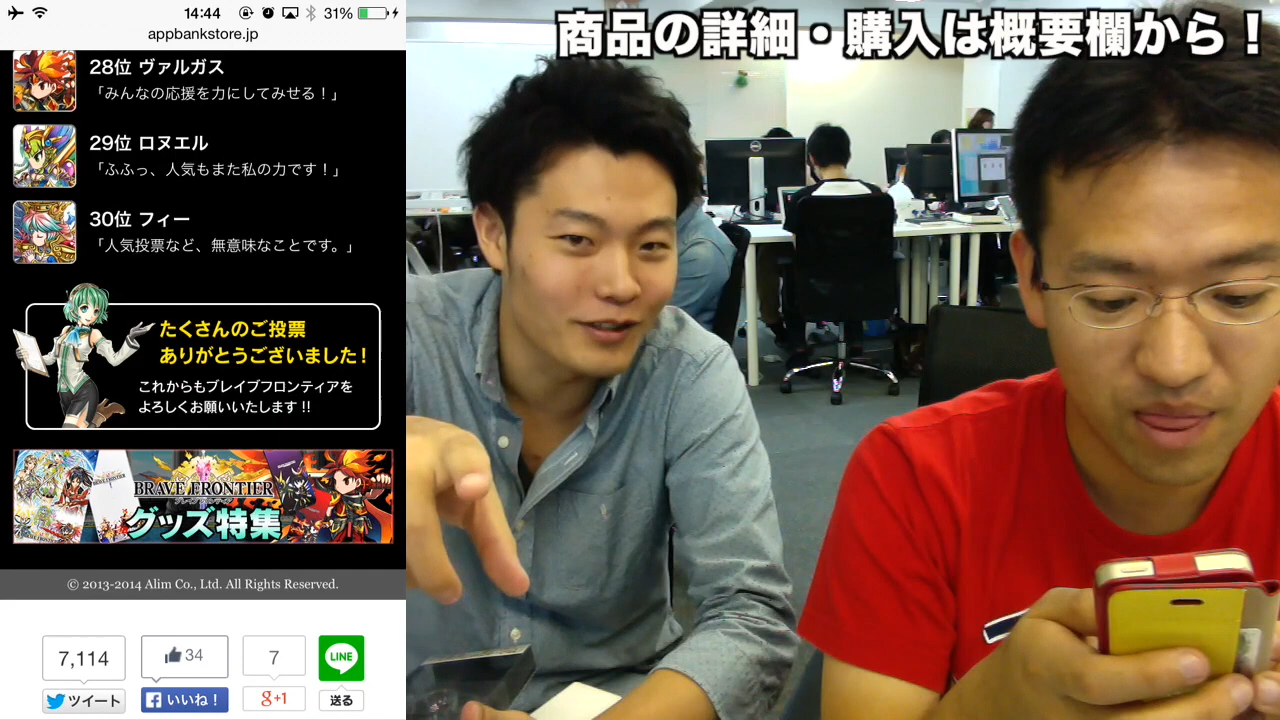 14:44
31%
appbankstore.jp
商品の詳細・購入は概要欄から！
28位 ヴァルガス
「みんなの応援を力にしてみせる！」
29位 ロヌエル
「ふふっ、人気もまた私の力です！」
30位 フィー
「人気投票など、無意味なことです。」
たくさんのご投票
ありがとうございました！
これからもブレイブフロンティアを
よろしくお願いいたします!!
BRAVE FRONTIER
グッズ特集
© 2013-2014 Alim Co., Ltd. All Rights Reserved.
7,114
34
7
LINE
ツイート
いいね！
g+1
送る